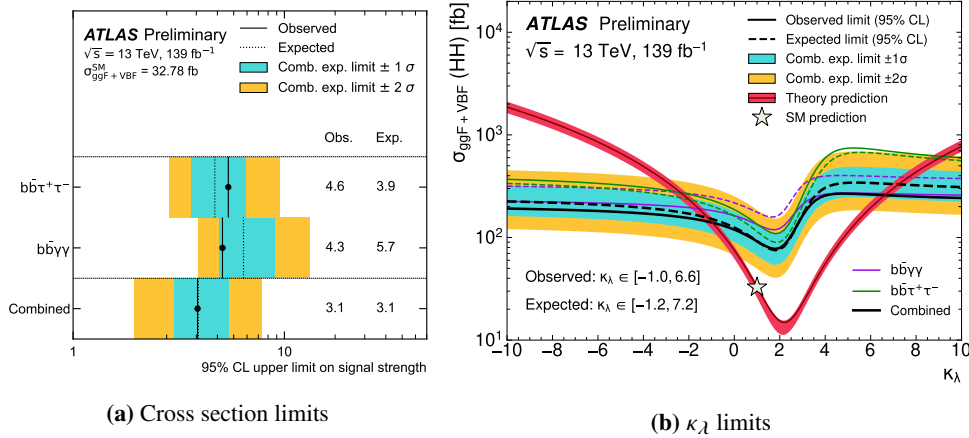 ATLAS Preliminary
√s = 13 TeV, 139 fb⁻¹
σ^SM_ggF + VBF = 32.78 fb
Observed
Expected
Comb. exp. limit ± 1 σ
Comb. exp. limit ± 2 σ
Obs. Exp.
bb̄τ⁺τ⁻ 4.6 3.9
bb̄γγ 4.3 5.7
Combined 3.1 3.1
1 10
95% CL upper limit on signal strength
(a) Cross section limits
σ_ggF + VBF (HH) [fb]
ATLAS Preliminary
√s = 13 TeV, 139 fb⁻¹
Observed limit (95% CL)
Expected limit (95% CL)
Comb. exp. limit ±1σ
Comb. exp. limit ±2σ
Theory prediction
SM prediction
10⁴
10³
10²
10¹
Observed: κ_λ ∈ [−1.0, 6.6]
Expected: κ_λ ∈ [−1.2, 7.2]
bb̄γγ
bb̄τ⁺τ⁻
Combined
−10 −8 −6 −4 −2 0 2 4 6 8 10
κ_λ
(b) κ_λ limits